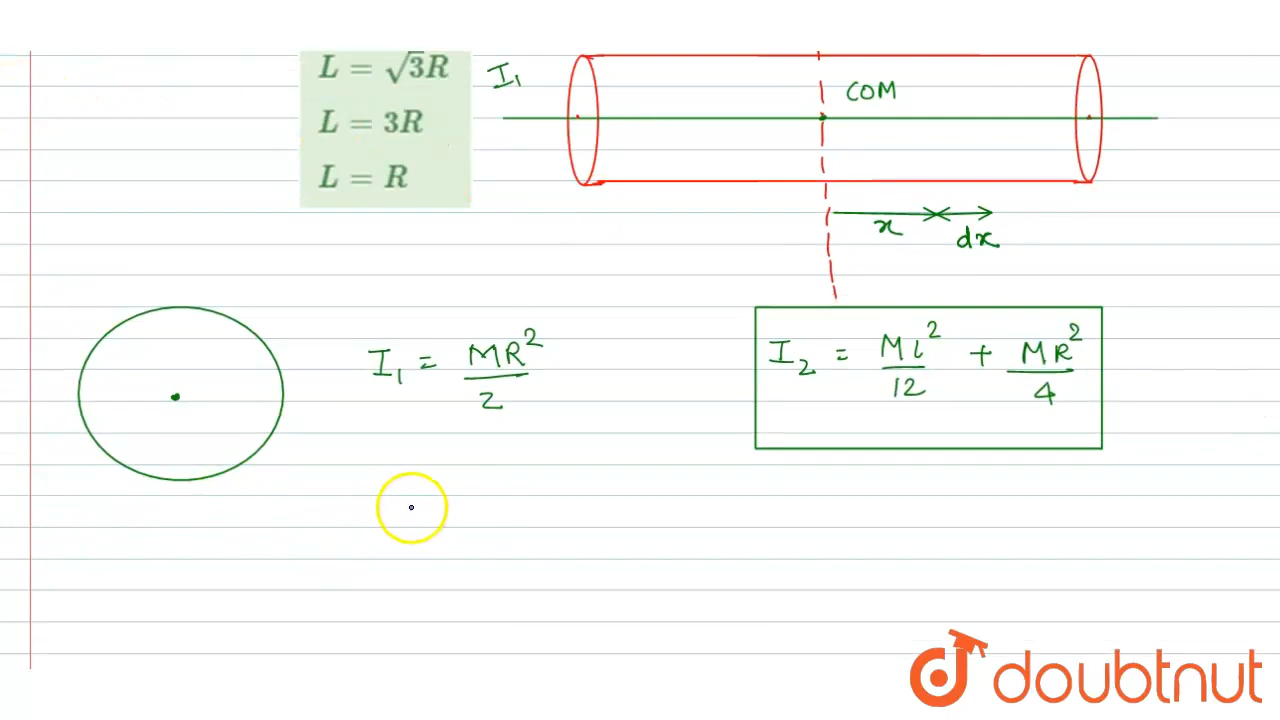 L = √3R
L = 3R
L = R
I₁
COM
x
dx
I₁ = MR²/2
I₂ = Ml²/12 + MR²/4
doubtnut